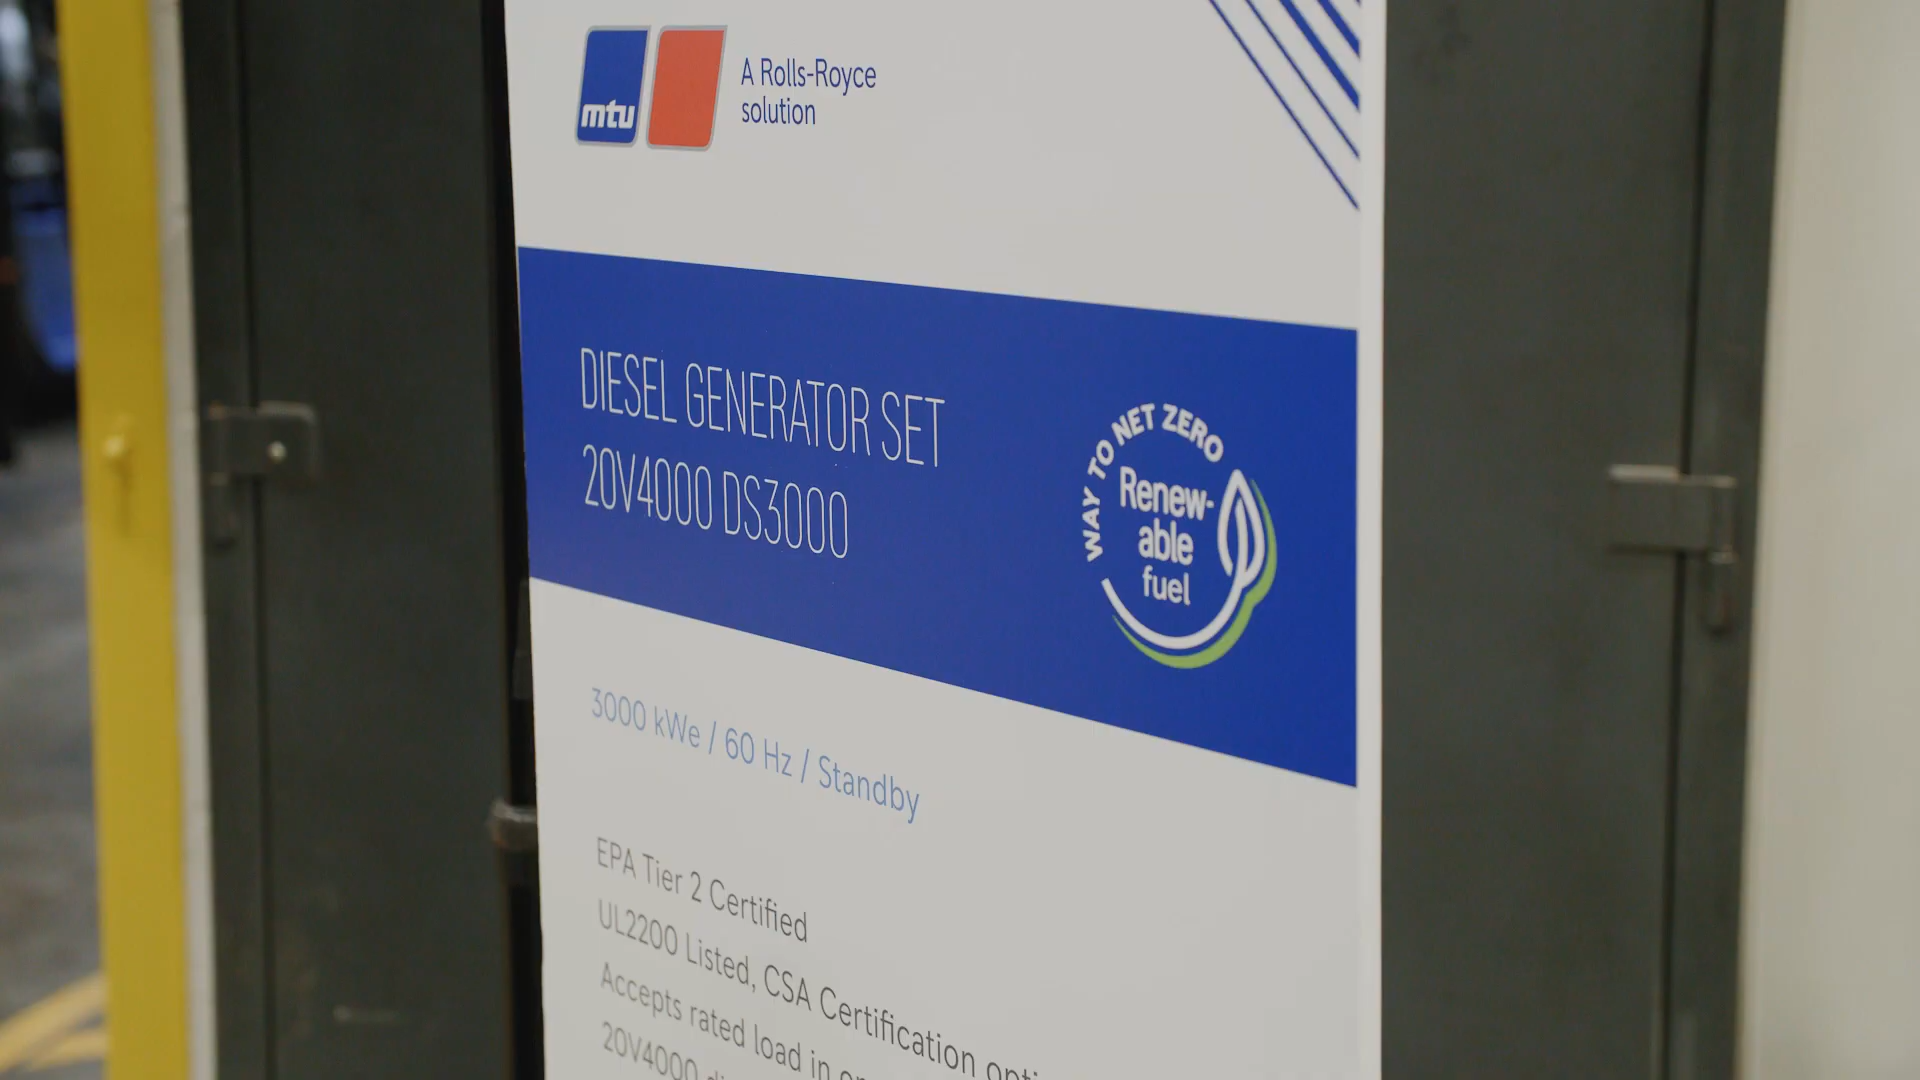 mtu
A Rolls-Royce
solution
DIESEL GENERATOR SET
20V4000 DS3000
WAY TO NET ZERO
Renew-
able
fuel
3000 kWe / 60 Hz / Standby
EPA Tier 2 Certified
UL2200 Listed, CSA Certification
Accepts rated load in
20V4000